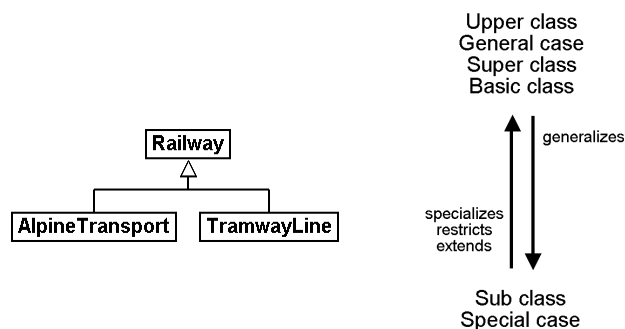 Upper class
General case
Super class
Basic class
Railway
generalizes
AlpineTransport
TramwayLine
specializes
restricts
extends
Sub class
Special case